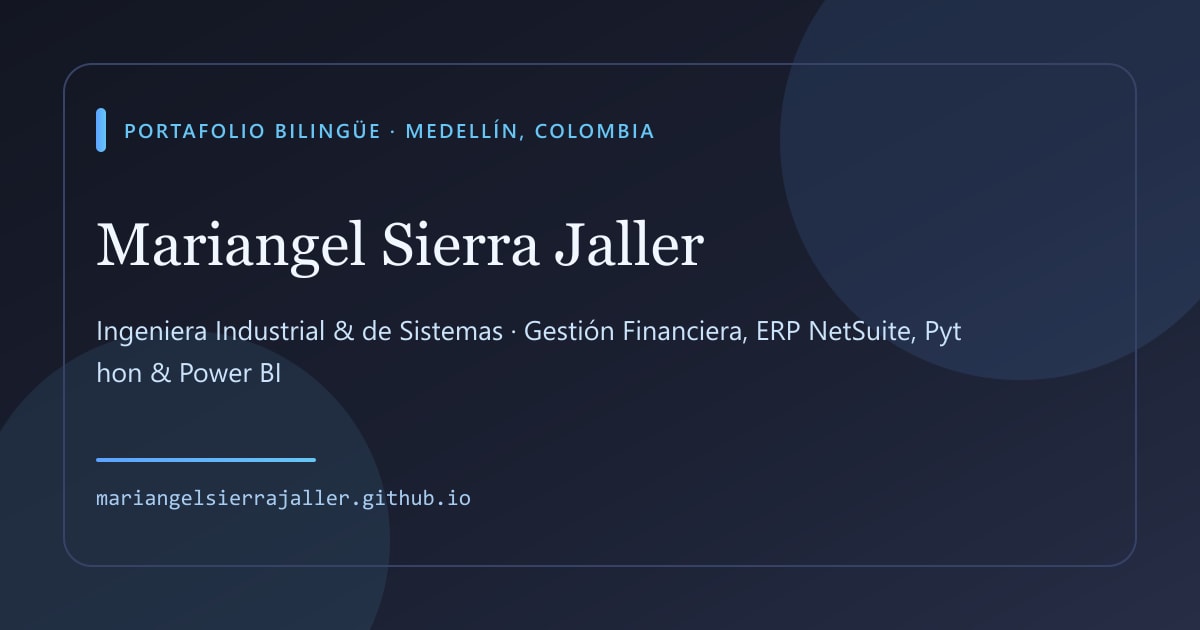 PORTAFOLIO BILINGÜE · MEDELLÍN, COLOMBIA
Mariangel Sierra Jaller
Ingeniera Industrial & de Sistemas · Gestión Financiera, ERP NetSuite, Pyt
hon & Power BI
mariangelsierrajaller.github.io